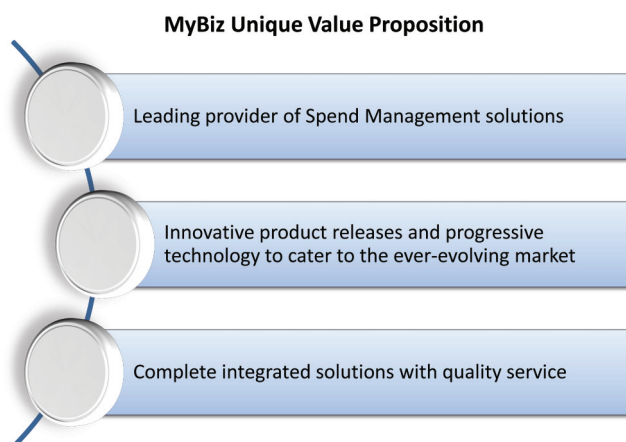 MyBiz Unique Value Proposition
Leading provider of Spend Management solutions
Innovative product releases and progressive
technology to cater to the ever-evolving market
Complete integrated solutions with quality service